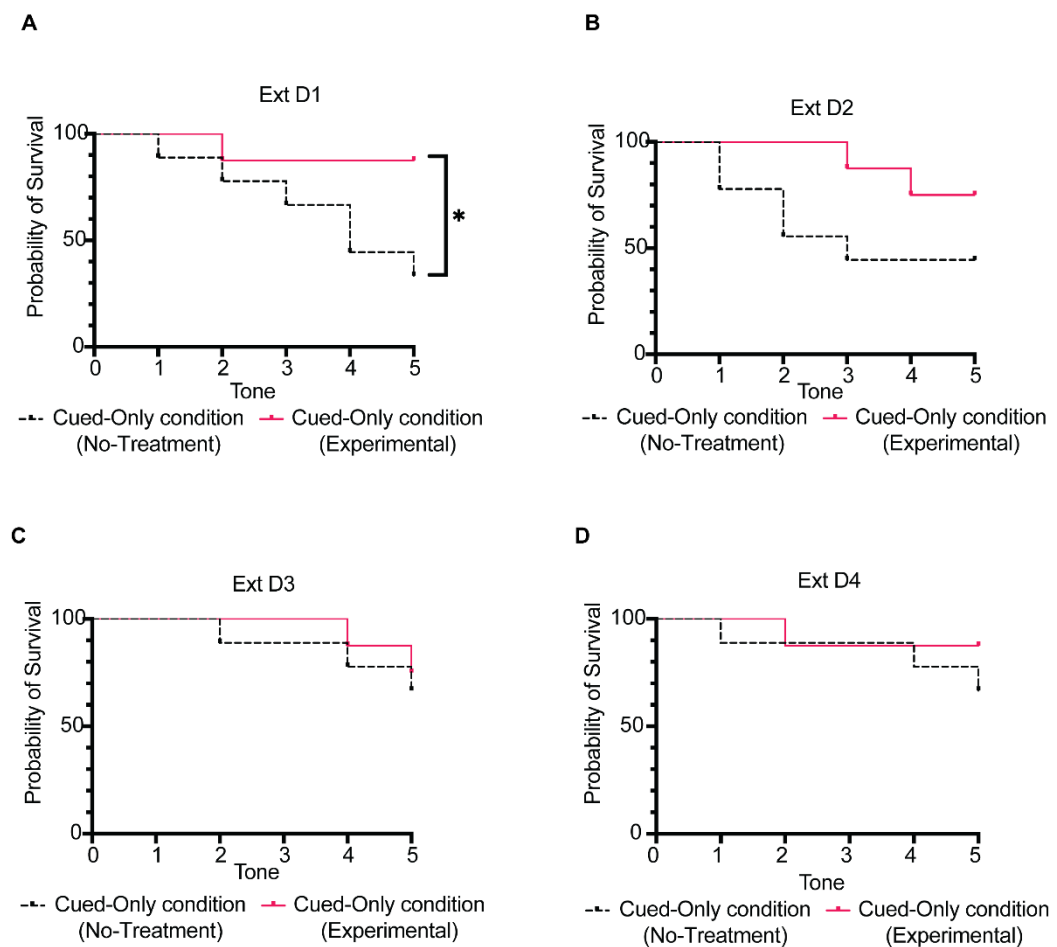 A
Ext D1
Probability of Survival
100
50
0
0 1 2 3 4 5
*
Tone
Cued-Only condition (No-Treatment)
Cued-Only condition (Experimental)
B
Ext D2
Probability of Survival
100
50
0
0 1 2 3 4 5
Tone
Cued-Only condition (No-Treatment)
Cued-Only condition (Experimental)
C
Ext D3
Probability of Survival
100
50
0
0 1 2 3 4 5
Tone
Cued-Only condition (No-Treatment)
Cued-Only condition (Experimental)
D
Ext D4
Probability of Survival
100
50
0
0 1 2 3 4 5
Tone
Cued-Only condition (No-Treatment)
Cued-Only condition (Experimental)